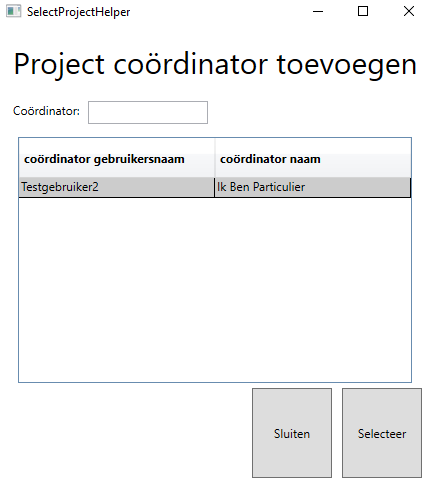 SelectProjectHelper
Project coördinator toevoegen
Coördinator:
coördinator gebruikersnaam coördinator naam
Testgebruiker2 Ik Ben Particulier
Sluiten Selecteer